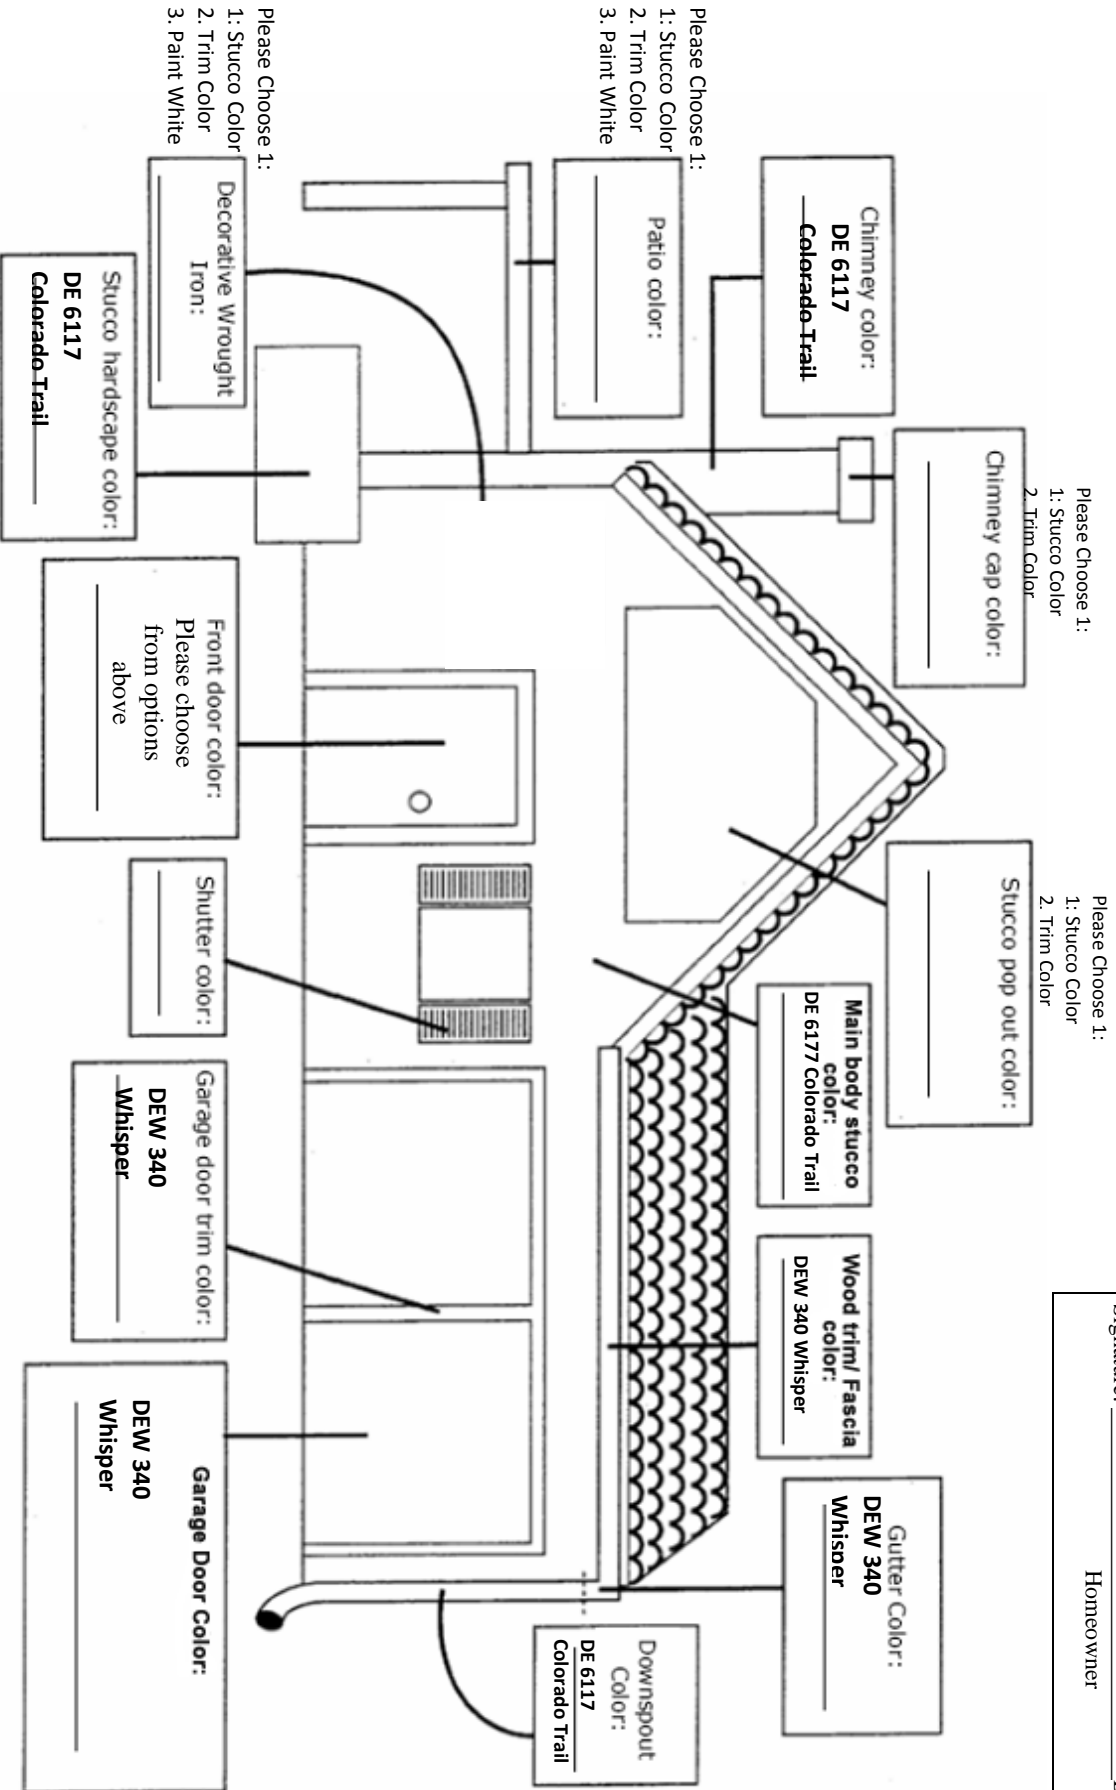 Signature:
Homeowner
Please Choose 1:
1: Stucco Color
2. Trim Color
Please Choose 1:
1: Stucco Color
2. Trim Color
Please Choose 1:
1: Stucco Color
2. Trim Color
3. Paint White
Chimney color:
DE 6117
Colorado Trail
Chimney cap color:
Stucco pop out color:
Main body stucco
color:
DE 6177 Colorado Trail
Wood trim/ Fascia
color:
DEW 340 Whisper
Gutter Color:
DEW 340
Whisper
Patio color:
Downspout
Color:
DE 6117
Colorado Trail
Please Choose 1:
1: Stucco Color
2. Trim Color
3. Paint White
Decorative Wrought
Iron:
Stucco hardscape color:
DE 6117
Colorado Trail
Front door color:
Please choose
from options
above
Shutter color:
Garage door trim color:
DEW 340
Whisper
Garage Door Color:
DEW 340
Whisper